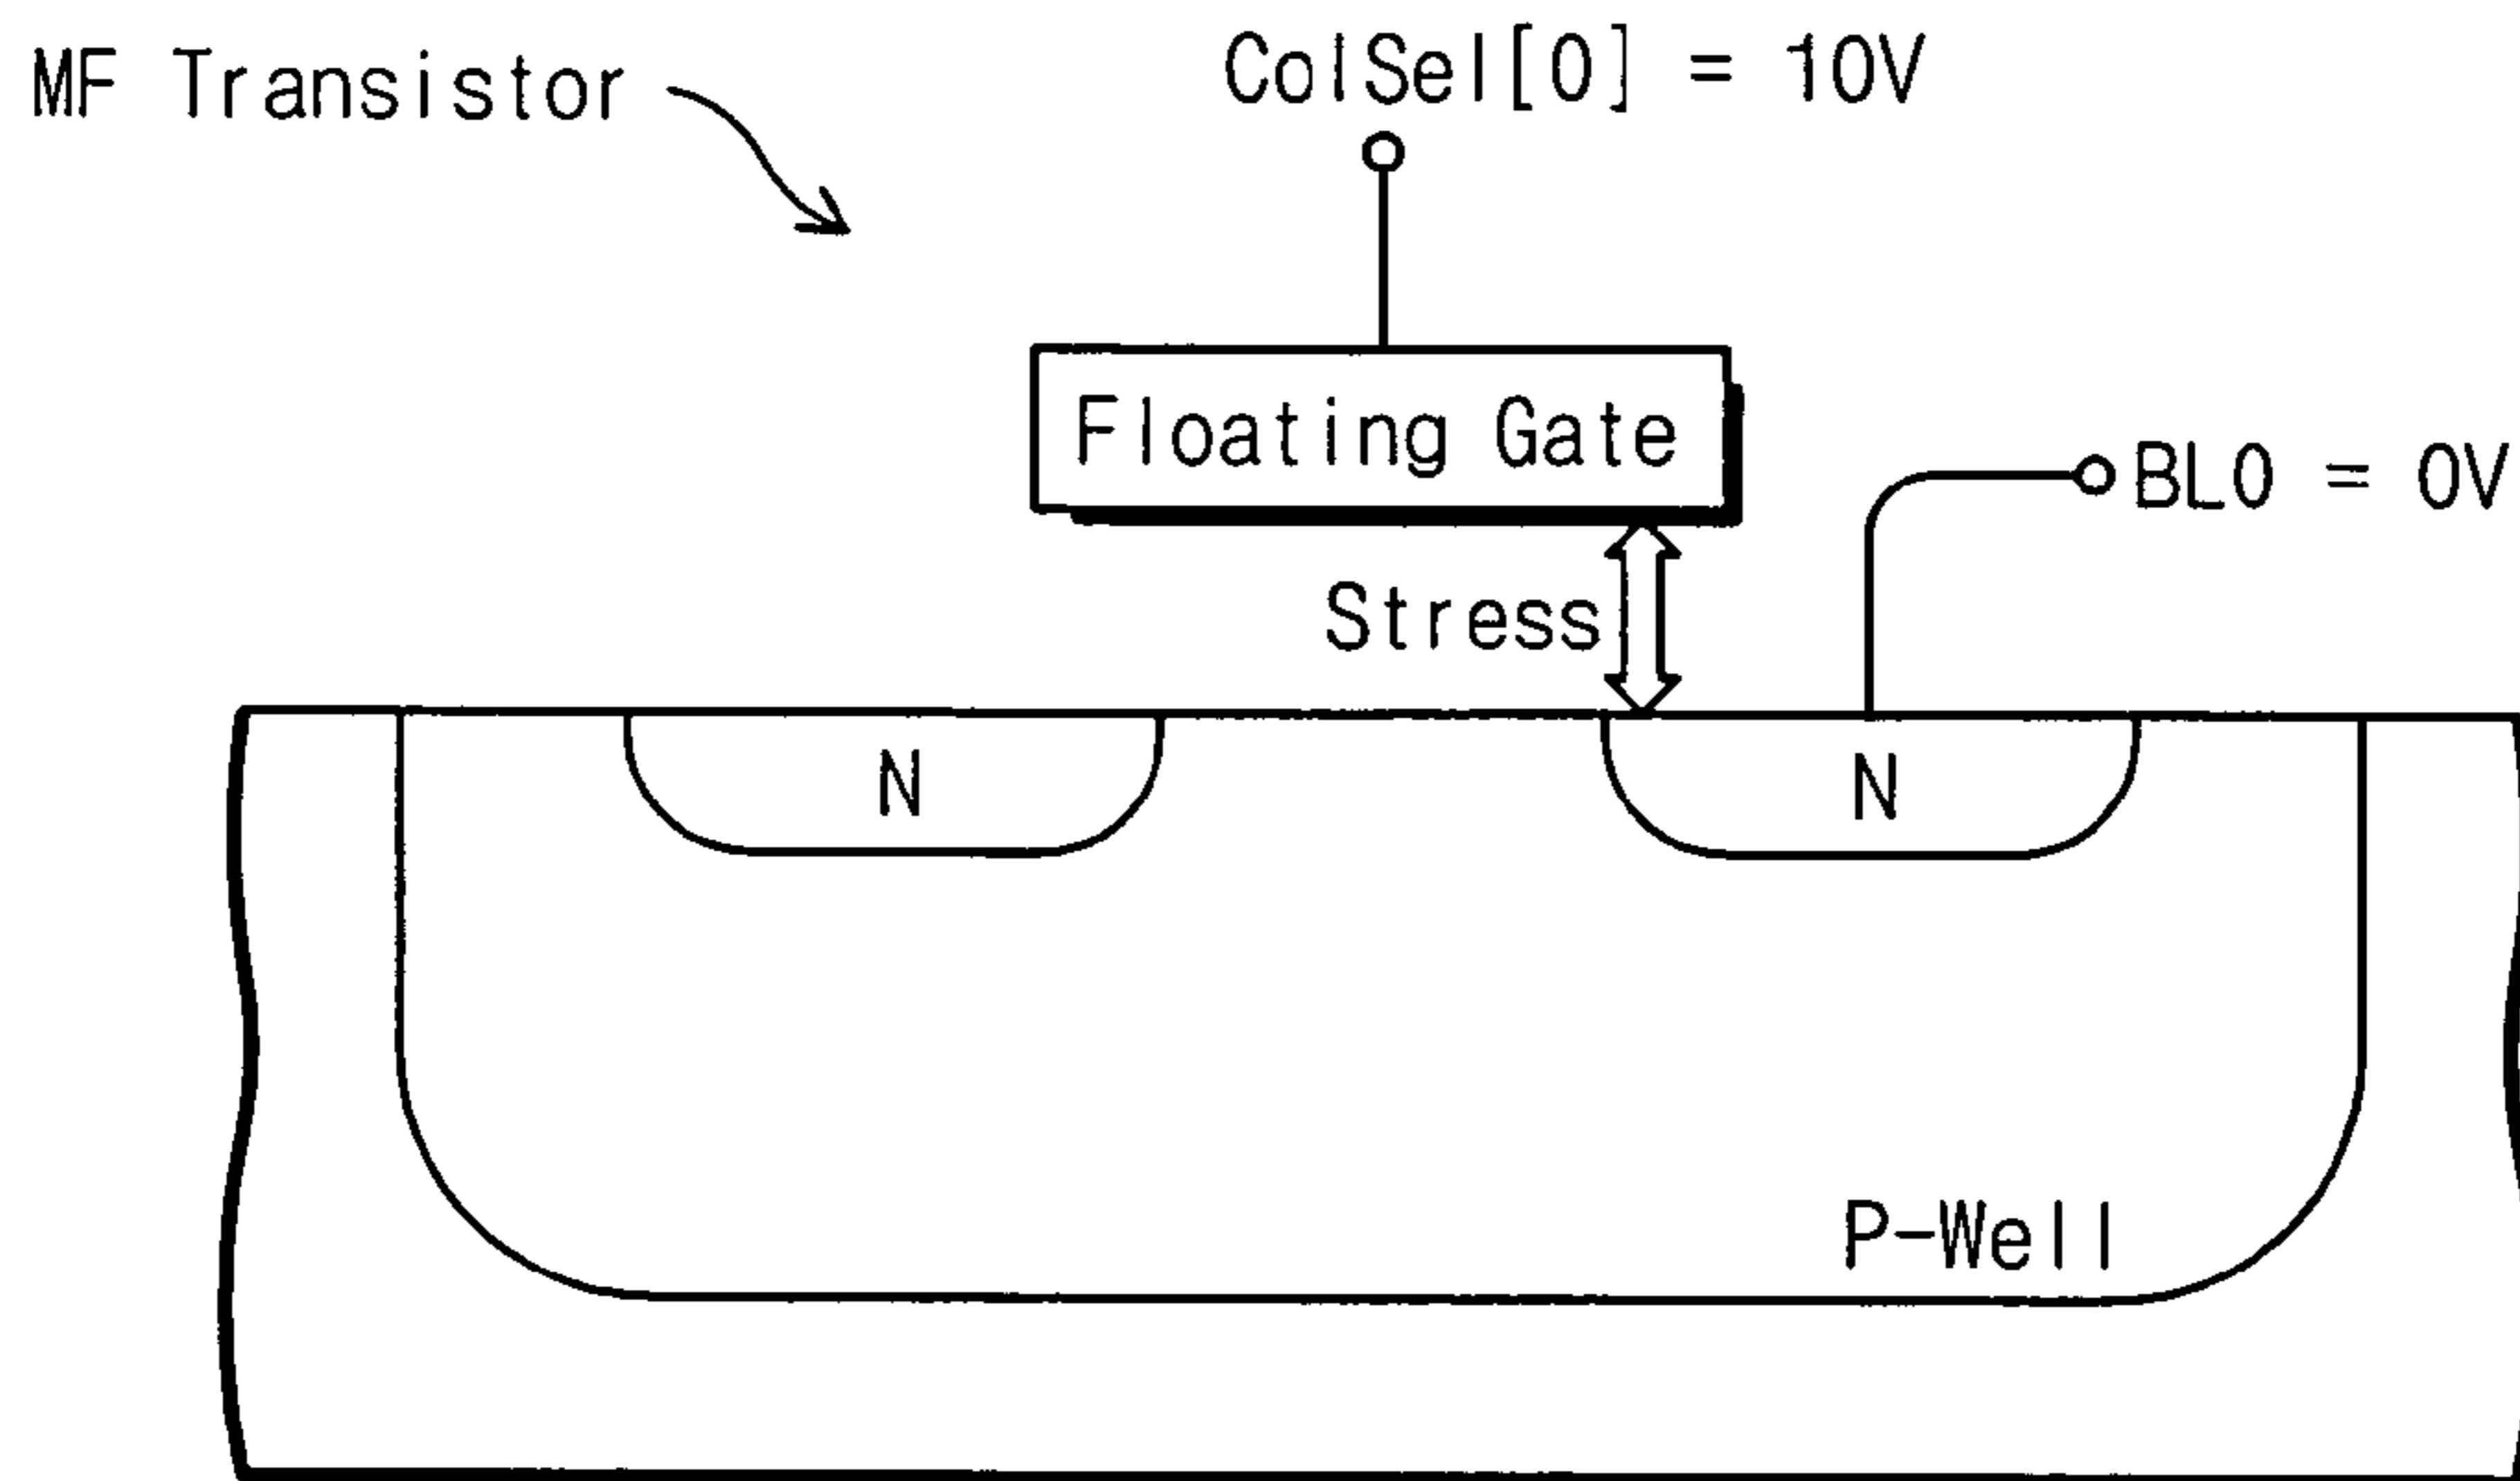 MF Transistor
ColSel[0] = 10V
Floating Gate
BL0 = 0V
Stress
N
N
P-Well